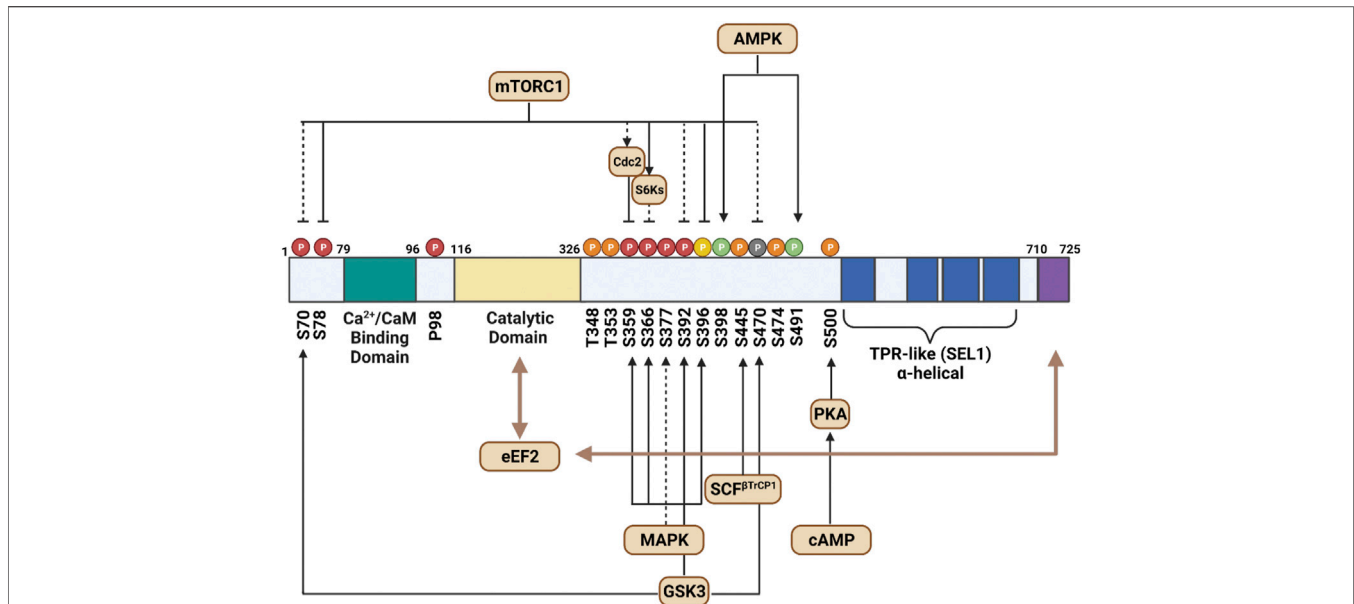 AMPK
mTORC1
Cdc2
S6Ks
1 P P 79 96 P 116 326 P P P P P P P P P P P P P 710 725
S70
S78
Ca²⁺/CaM
Binding
Domain
P98
Catalytic
Domain
T348
T353
S359
S366
S377
S392
S396
S398
S445
S470
S474
S491
S500
TPR-like (SEL1)
α-helical
PKA
eEF2
SCFβTrCP1
MAPK
cAMP
GSK3